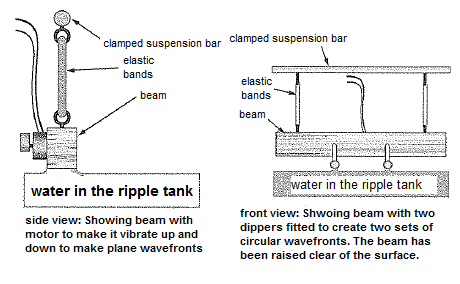 clamped suspension bar
elastic
bands
beam
water in the ripple tank
side view: Showing beam with
motor to make it vibrate up and
down to make plane wavefronts
clamped suspension bar
elastic
bands
beam
water in the ripple tank
front view: Shwoing beam with two
dippers fitted to create two sets of
circular wavefronts. The beam has
been raised clear of the surface.